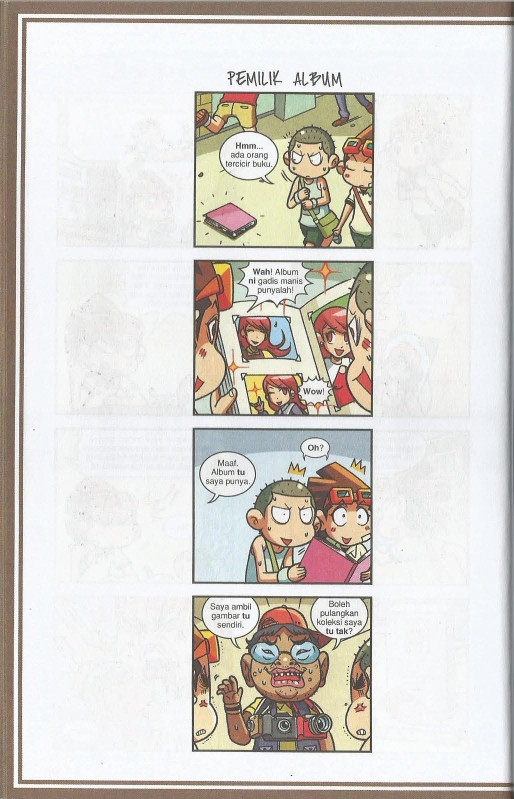 PEMILIK ALBUM
Hmm...
ada orang
tercicir buku.
Wah! Album
ni gadis manis
punyalah!
Wow!
Oh?
Maaf.
Album tu
saya punya.
Saya ambil
gambar tu
sendiri.
Boleh
pulangkan
koleksi saya
tu tak?